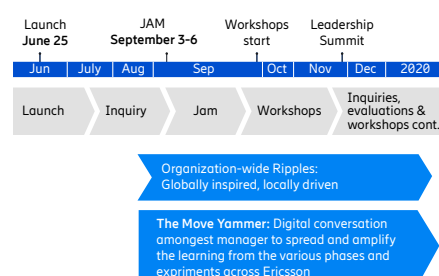 Launch
June 25
JAM
September 3-6
Workshops
start
Leadership
Summit
Jun July Aug Sep Oct Nov Dec 2020
Launch
Inquiry
Jam
Workshops
Inquiries,
evaluations &
workshops cont.
Organization-wide Ripples:
Globally inspired, locally driven
The Move Yammer: Digital conversation
amongest manager to spread and amplify
the learning from the various phases and
expriments across Ericsson